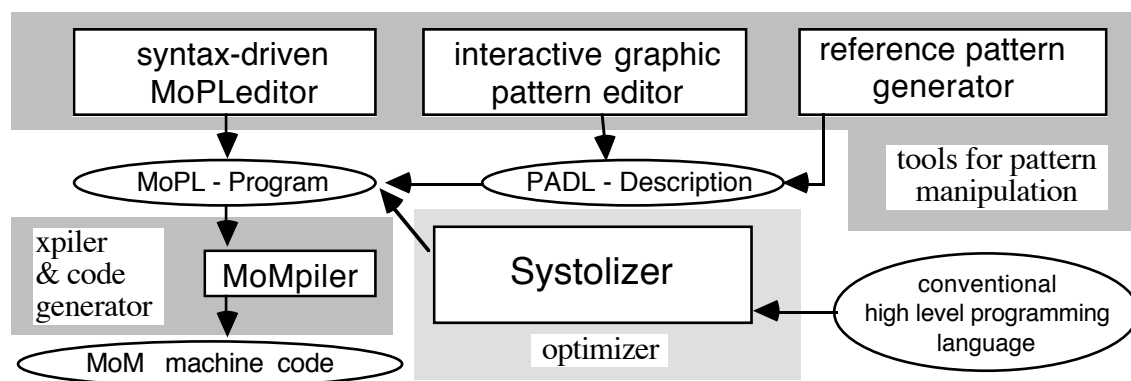 syntax-driven
MoPLeditor
interactive graphic
pattern editor
reference pattern
generator
tools for pattern
manipulation
MoPL - Program
PADL - Description
xpiler
& code
generator
MoMpiler
Systolizer
optimizer
conventional
high level programming
language
MoM machine code